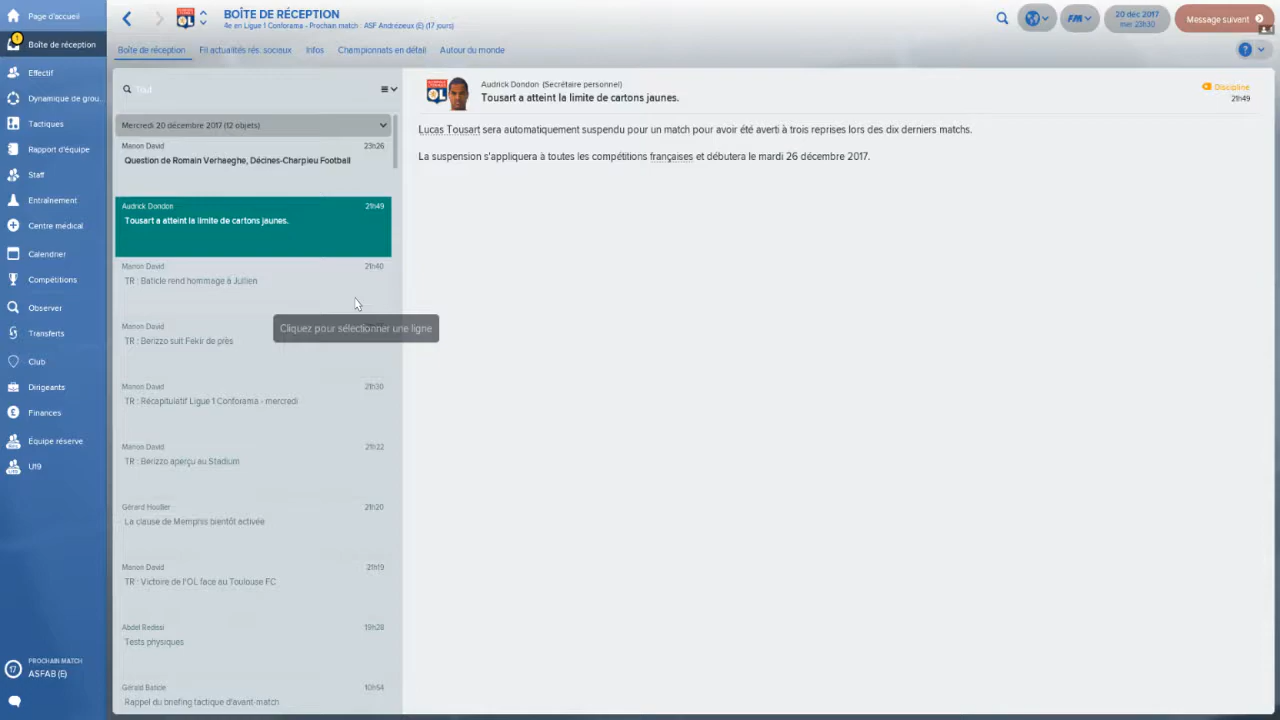 Page d'accueil
Boîte de réception
Effectif
Dynamique de grou...
Tactiques
Rapport d'équipe
Staff
Entraînement
Centre médical
Calendrier
Compétitions
Observer
Transferts
Club
Dirigeants
Finances
Équipe réserve
U19
17
PROCHAIN MATCH
ASFAB (E)
BOÎTE DE RÉCEPTION
4e en Ligue 1 Conforama - Prochain match : ASF Andrézieux (E) (17 jours)
FM
20 déc 2017
mer 23h30
Message suivant
Boîte de réception
Fil actualités rés. sociaux
Infos
Championnats en détail
Autour du monde
?
Tout
Mercredi 20 décembre 2017 (12 objets)
Manon David 23h26
Question de Romain Verhaeghe, Décines-Charpieu Football
Audrick Dondon 21h49
Tousart a atteint la limite de cartons jaunes.
Manon David 21h40
TR : Baticle rend hommage à Jullien
Manon David
TR : Berizzo suit Fekir de près
Cliquez pour sélectionner une ligne
Manon David 21h30
TR : Récapitulatif Ligue 1 Conforama - mercredi
Manon David 21h22
TR : Berizzo aperçu au Stadium
Gérard Houllier 21h20
La clause de Memphis bientôt activée
Manon David 21h19
TR : Victoire de l'OL face au Toulouse FC
Abdel Redissi 19h28
Tests physiques
Gérald Baticle 10h54
Rappel du briefing tactique d'avant-match
Audrick Dondon (Secrétaire personnel)
Tousart a atteint la limite de cartons jaunes.
Discipline
21h49
Lucas Tousart sera automatiquement suspendu pour un match pour avoir été averti à trois reprises lors des dix derniers matchs.
La suspension s'appliquera à toutes les compétitions françaises et débutera le mardi 26 décembre 2017.